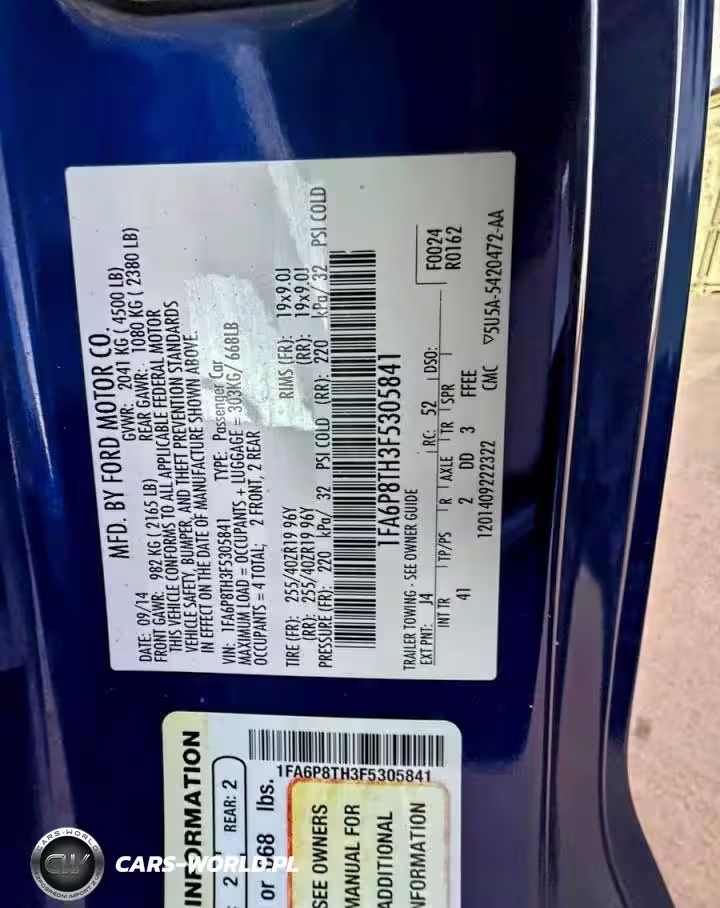 MFD. BY FORD MOTOR CO.
DATE: 09/14 GVWR: 2041 KG ( 4500 LB)
FRONT GAWR: 982 KG ( 2165 LB) REAR GAWR: 1080 KG ( 2380 LB)
THIS VEHICLE CONFORMS TO ALL APPLICABLE FEDERAL MOTOR
VEHICLE SAFETY, BUMPER, AND THEFT PREVENTION STANDARDS
IN EFFECT ON THE DATE OF MANUFACTURE SHOWN ABOVE.
VIN: 1FA6P8TH3F5305841 TYPE: Passenger Car
MAXIMUM LOAD = OCCUPANTS + LUGGAGE = 303KG/ 668LB
OCCUPANTS = 4 TOTAL; 2 FRONT, 2 REAR
TIRE (FR): 255/40ZR19 96Y RIMS (FR): 19x9.0J
(RR): 255/40ZR19 96Y (RR): 19x9.0J
PRESSURE (FR): 220 kPa/ 32 PSI COLD (RR): 220 kPa/ 32 PSI COLD
1FA6P8TH3F5305841
TRAILER TOWING - SEE OWNER GUIDE
F0024
R0162
EXT PNT: J4 RC: 52 DSO:
INT TR TP/PS R AXLE TR SPR
41 2 DD 3 FFEE
1201409222322 CMC ▽5U5A-5420472-AA
INFORMATION
2 REAR: 2
or 68 lbs.
1FA6P8TH3F5305841
SEE OWNERS
MANUAL FOR
ADDITIONAL
INFORMATION
CARS-WORLD
CW
CARS-WORLD.PL